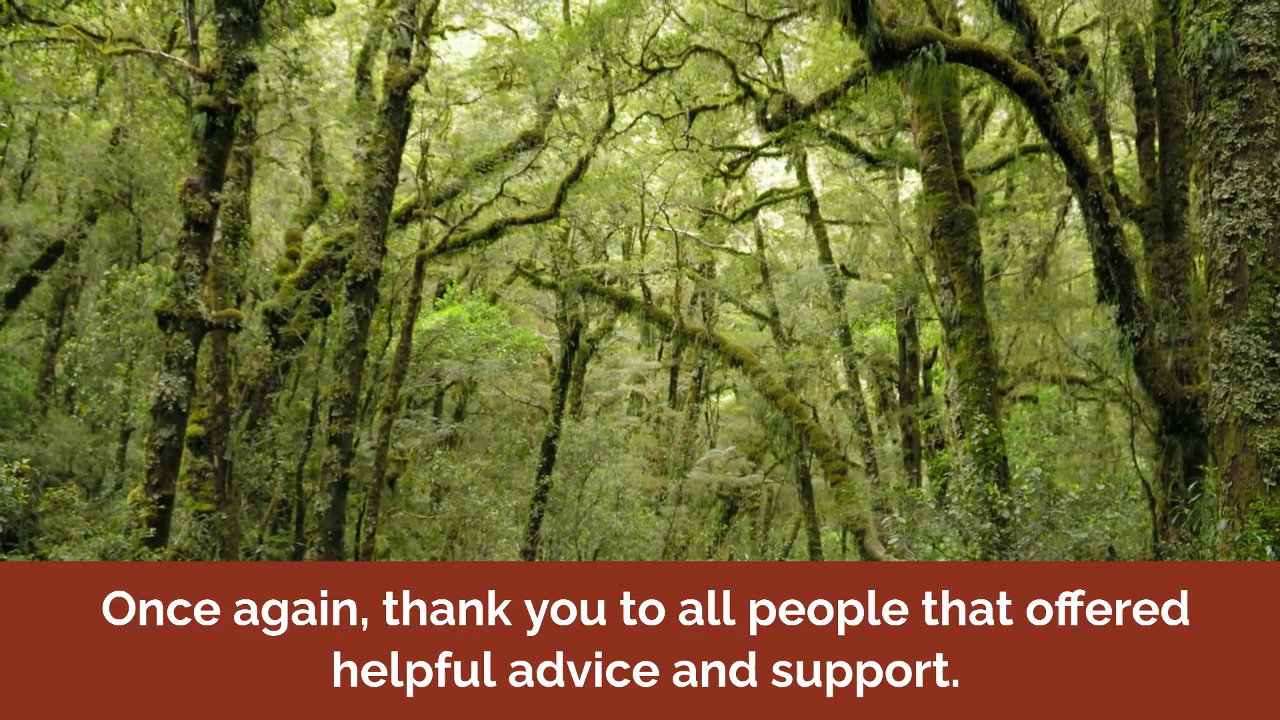 Once again, thank you to all people that offered
helpful advice and support.